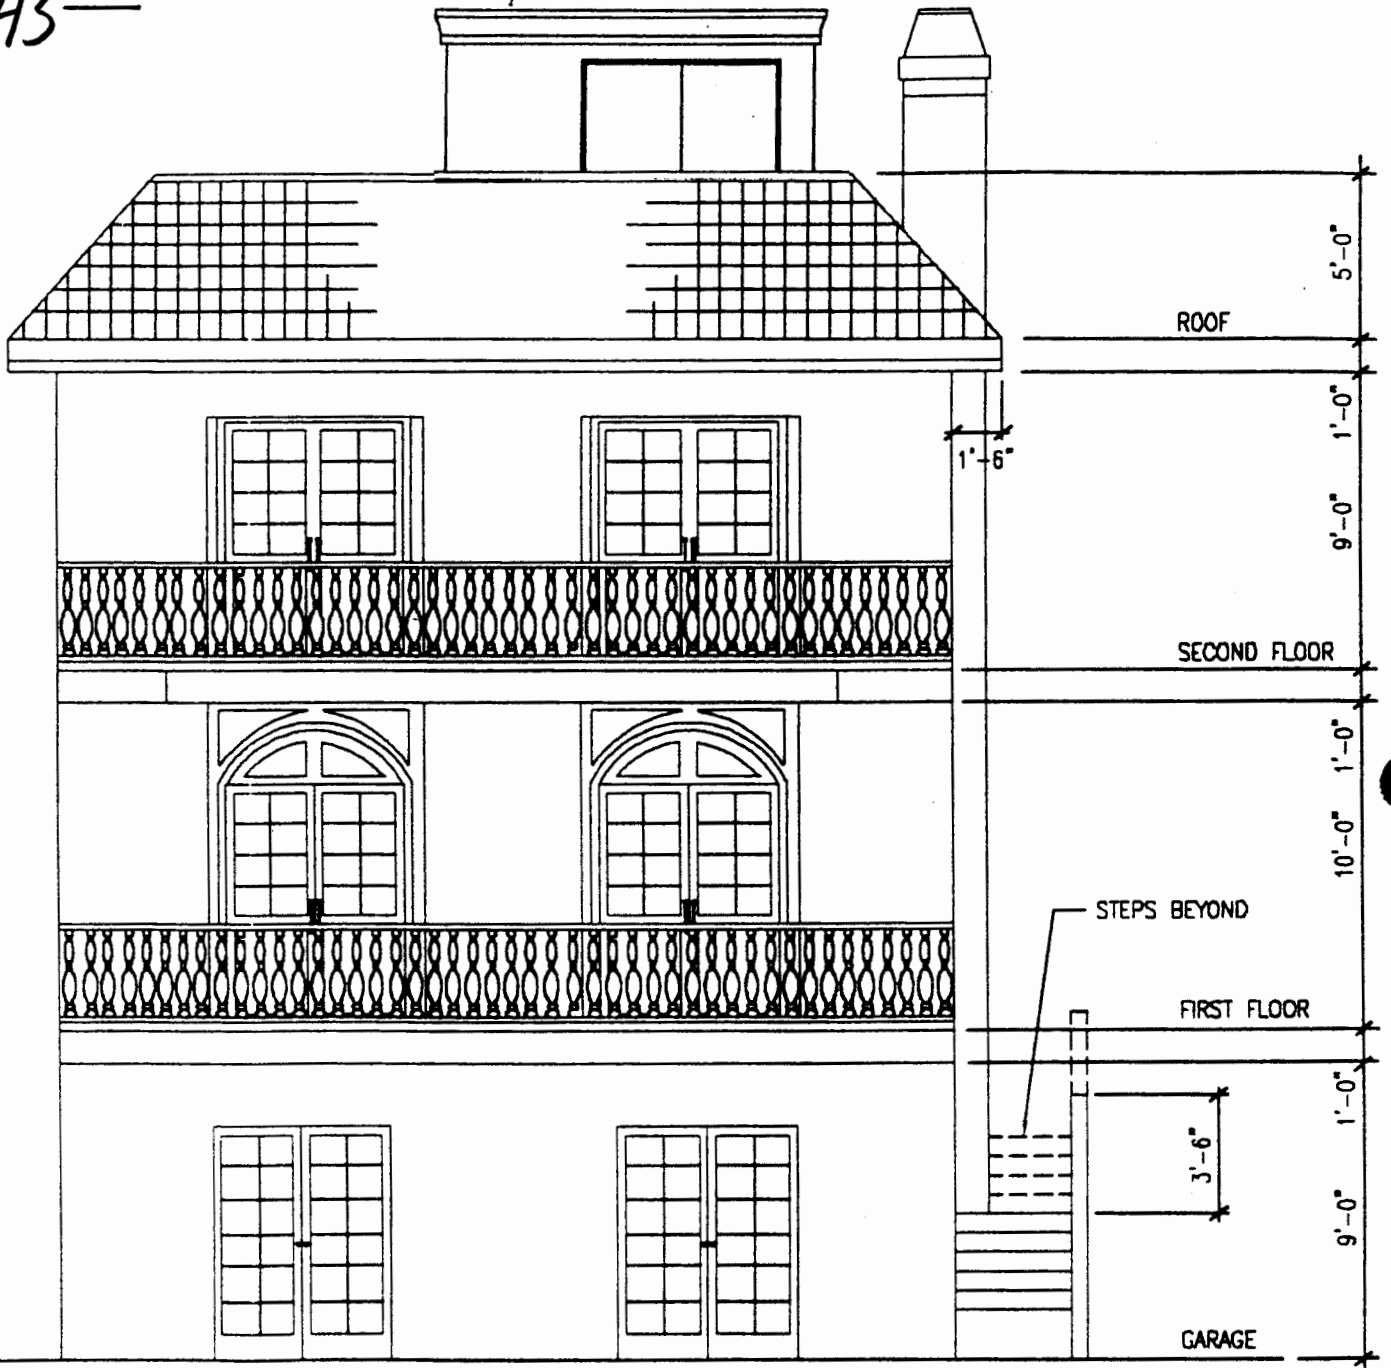 5'-0"
ROOF
1'-0"
1'-6"
9'-0"
SECOND FLOOR
1'-0"
10'-0"
STEPS BEYOND
FIRST FLOOR
1'-0"
3'-6"
9'-0"
GARAGE